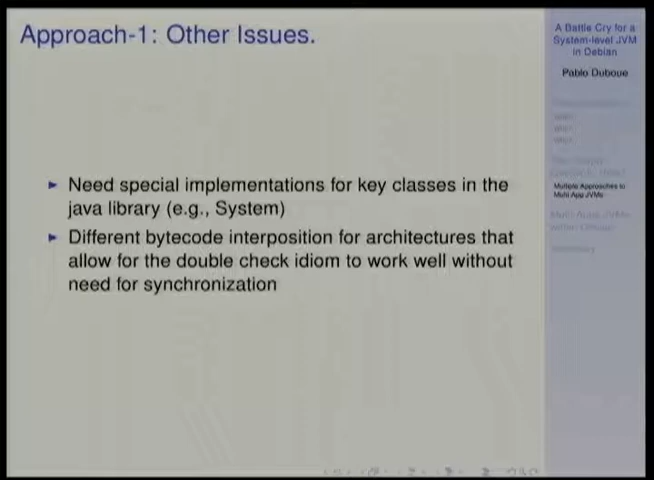 Approach-1: Other Issues.
Need special implementations for key classes in the
java library (e.g., System)
Different bytecode interposition for architectures that
allow for the double check idiom to work well without
need for synchronization
A Battle Cry for a
System-level JVM
in Debian
Pablo Duboue
Multiple Approaches to
Multi App JVMs